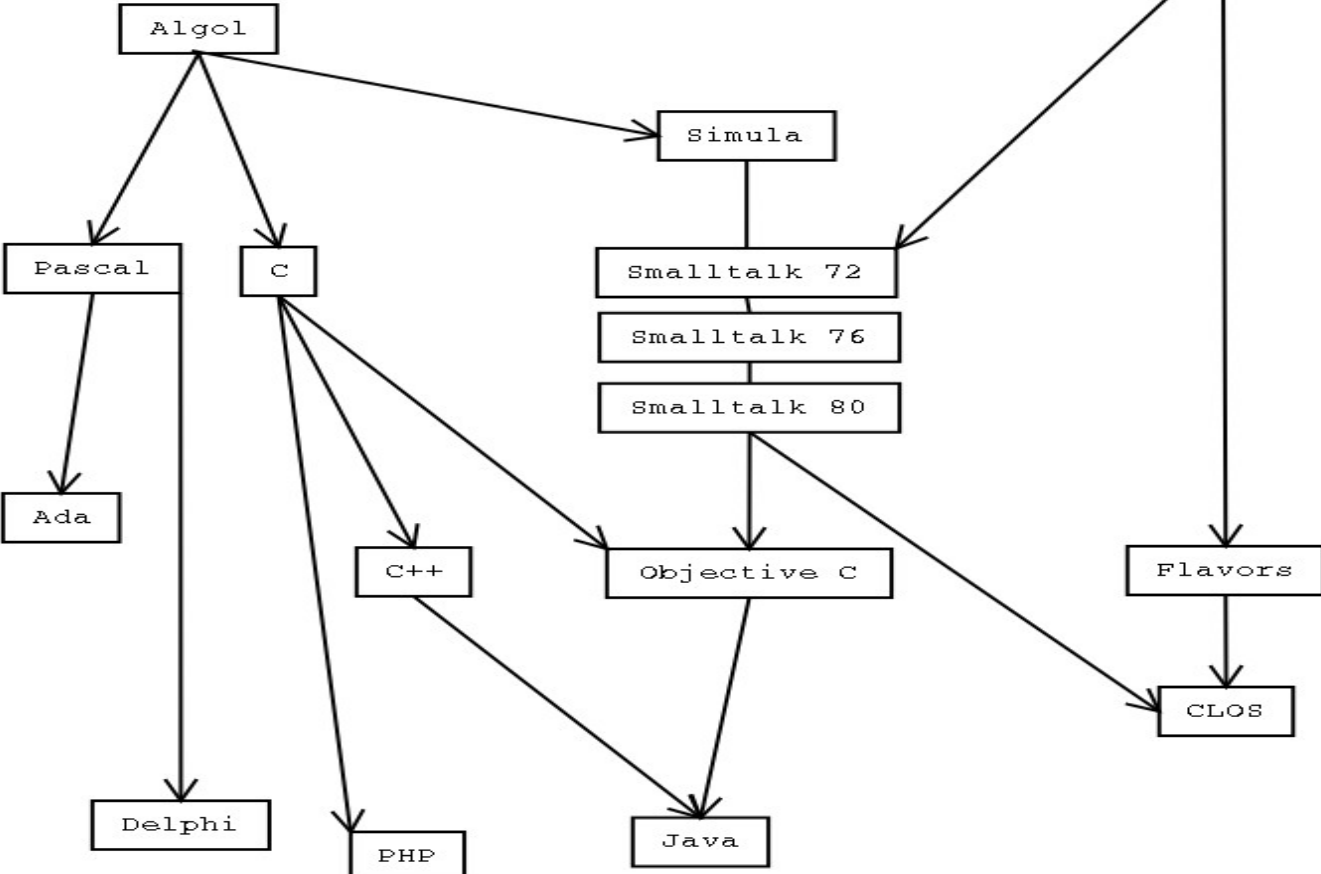 Algol
Simula
Pascal
C
Smalltalk 72
Smalltalk 76
Smalltalk 80
Ada
C++
Objective C
Flavors
CLOS
Delphi
PHP
Java